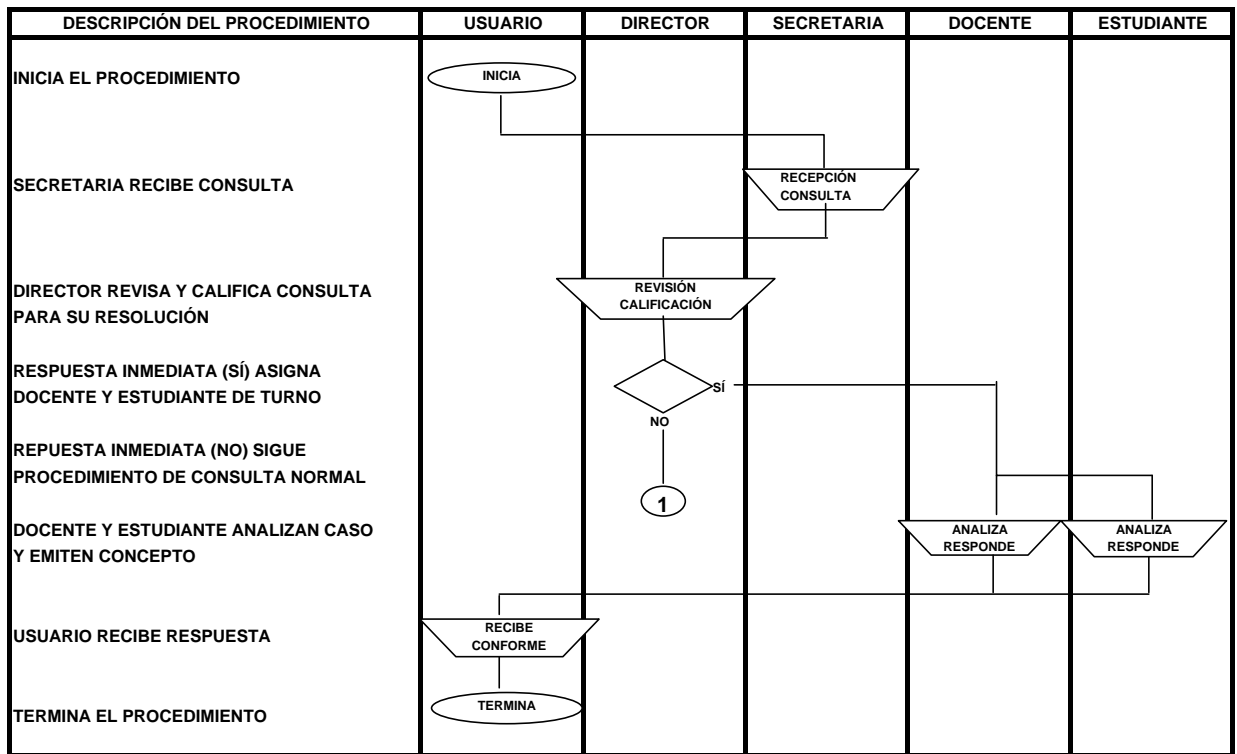 DESCRIPCIÓN DEL PROCEDIMIENTO USUARIO DIRECTOR SECRETARIA DOCENTE ESTUDIANTE
INICIA EL PROCEDIMIENTO
INICIA
SECRETARIA RECIBE CONSULTA
RECEPCIÓN
CONSULTA
DIRECTOR REVISA Y CALIFICA CONSULTA
PARA SU RESOLUCIÓN
REVISIÓN
CALIFICACIÓN
RESPUESTA INMEDIATA (SÍ) ASIGNA
DOCENTE Y ESTUDIANTE DE TURNO
SÍ
NO
REPUESTA INMEDIATA (NO) SIGUE
PROCEDIMIENTO DE CONSULTA NORMAL
1
DOCENTE Y ESTUDIANTE ANALIZAN CASO
Y EMITEN CONCEPTO
ANALIZA
RESPONDE
ANALIZA
RESPONDE
USUARIO RECIBE RESPUESTA
RECIBE
CONFORME
TERMINA EL PROCEDIMIENTO
TERMINA